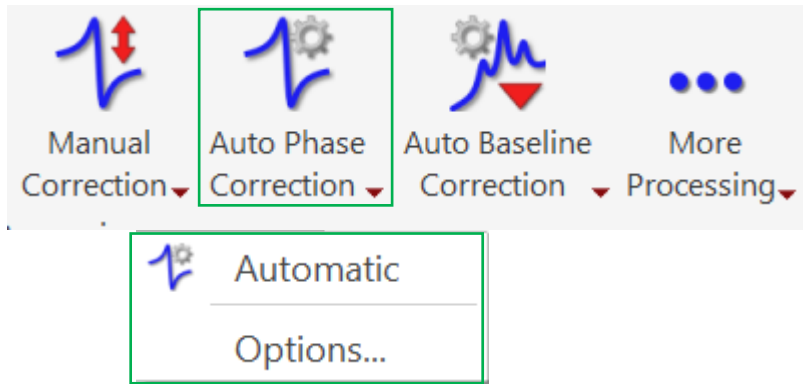 Manual Auto Phase Auto Baseline More
Correction Correction Correction Processing
Automatic
Options...